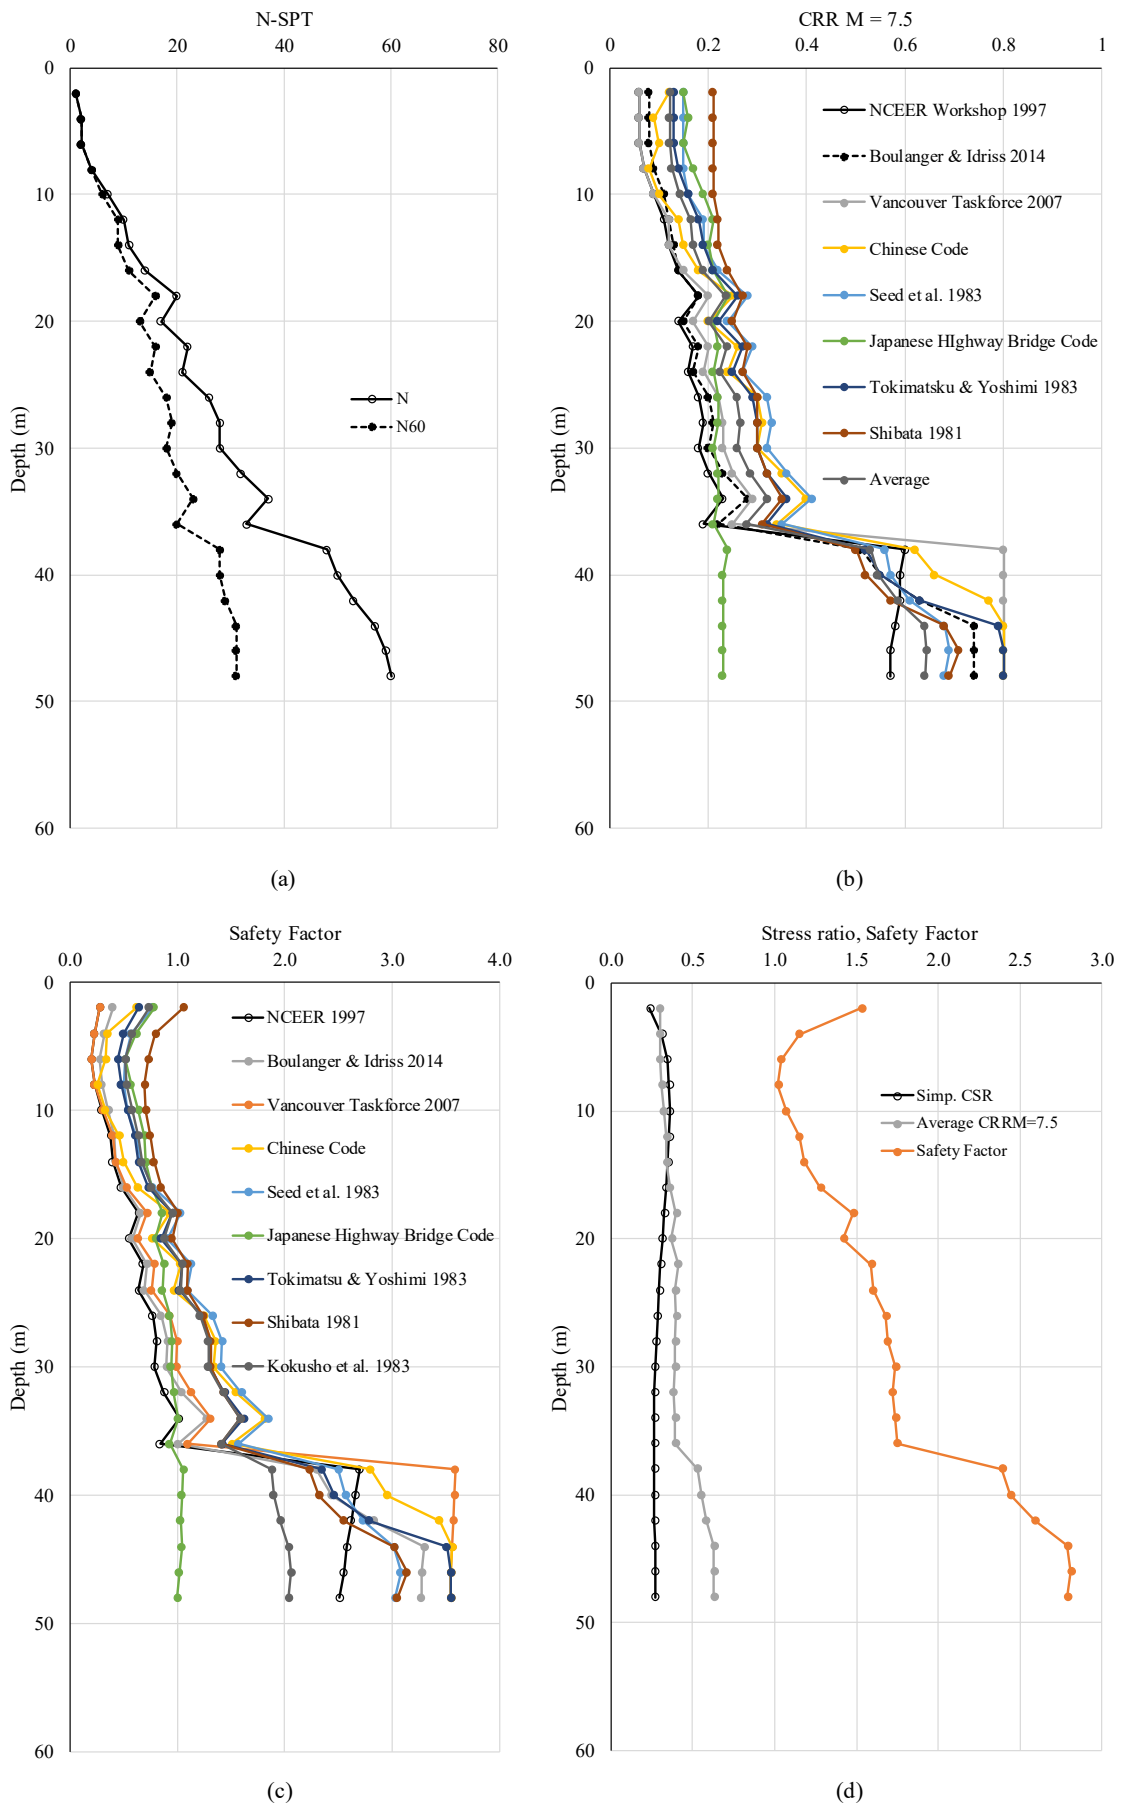 N-SPT
0 20 40 60 80
0
10
20
30
40
50
60
Depth (m)
N
N60
(a)
CRR M = 7.5
0 0.2 0.4 0.6 0.8 1
0
10
20
30
40
50
60
Depth (m)
NCEER Workshop 1997
Boulanger & Idriss 2014
Vancouver Taskforce 2007
Chinese Code
Seed et al. 1983
Japanese HIghway Bridge Code
Tokimatsku & Yoshimi 1983
Shibata 1981
Average
(b)
Safety Factor
0.0 1.0 2.0 3.0 4.0
0
10
20
30
40
50
60
Depth (m)
NCEER 1997
Boulanger & Idriss 2014
Vancouver Taskforce 2007
Chinese Code
Seed et al. 1983
Japanese Highway Bridge Code
Tokimatsu & Yoshimi 1983
Shibata 1981
Kokusho et al. 1983
(c)
Stress ratio, Safety Factor
0.0 0.5 1.0 1.5 2.0 2.5 3.0
0
10
20
30
40
50
60
Depth (m)
Simp. CSR
Average CRRM=7.5
Safety Factor
(d)